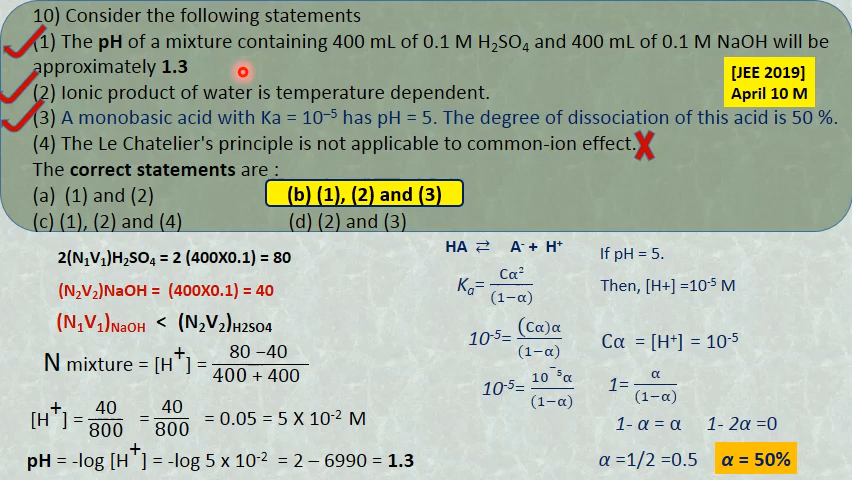 10) Consider the following statements
(1) The pH of a mixture containing 400 mL of 0.1 M H₂SO₄ and 400 mL of 0.1 M NaOH will be
approximately 1.3
[JEE 2019]
April 10 M
(2) Ionic product of water is temperature dependent.
(3) A monobasic acid with Ka = 10⁻⁵ has pH = 5. The degree of dissociation of this acid is 50 %.
(4) The Le Chatelier's principle is not applicable to common-ion effect.
The correct statements are :
(a) (1) and (2)
(b) (1), (2) and (3)
(c) (1), (2) and (4)
(d) (2) and (3)
2(N₁V₁)H₂SO₄ = 2 (400X0.1) = 80
(N₂V₂)NaOH = (400X0.1) = 40
(N₁V₁)NaOH < (N₂V₂)H2SO4
N mixture = [H⁺] = (80 –40)/(400 + 400)
[H⁺] = 40/800 = 40/800 = 0.05 = 5 X 10⁻² M
pH = -log [H⁺] = -log 5 x 10⁻² = 2 – 6990 = 1.3
HA ⇄ A⁻ + H⁺
Kₐ= Cα²/(1−α)
10⁻⁵= (Cα)α/(1−α)
10⁻⁵= 10⁻⁵α/(1−α)
If pH = 5.
Then, [H+] =10⁻⁵ M
Cα = [H⁺] = 10⁻⁵
1= α/(1−α)
1- α = α 1- 2α =0
α =1/2 =0.5 α = 50%